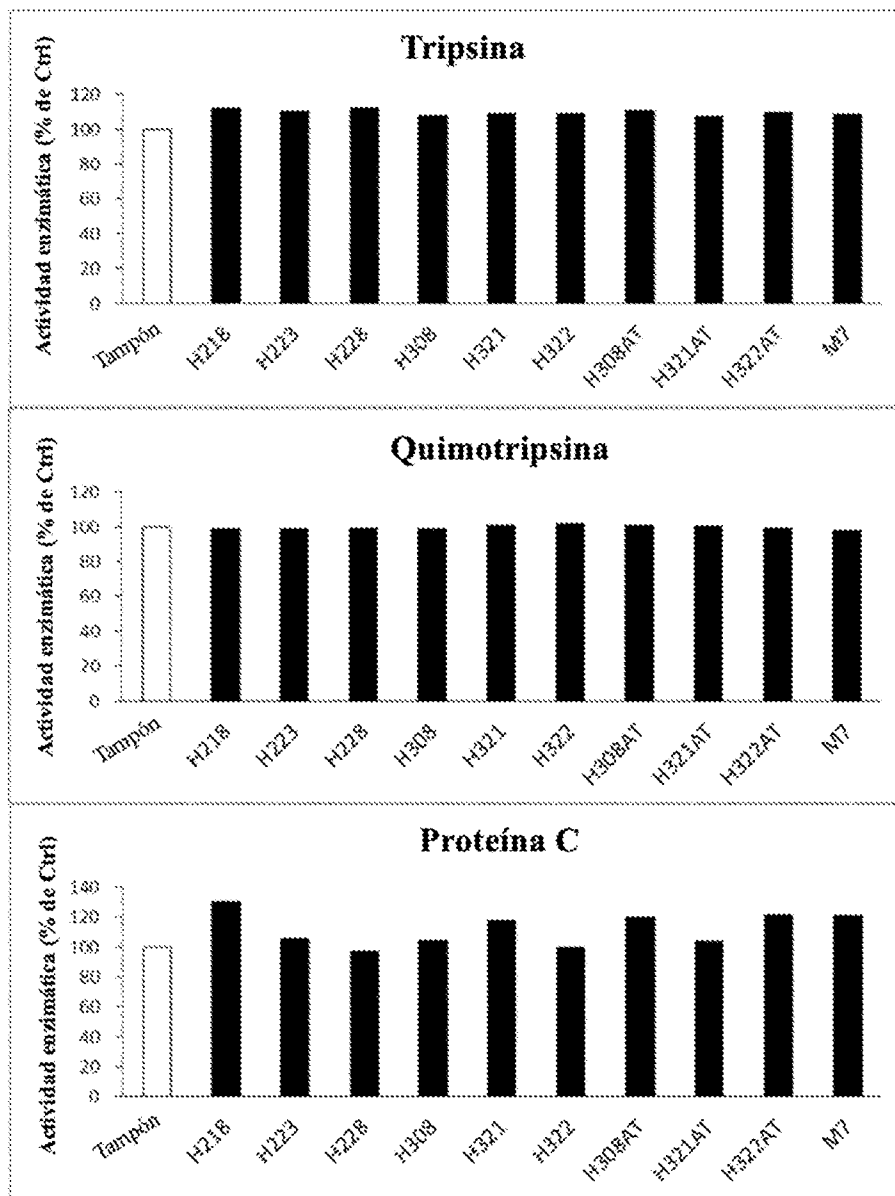 Tripsina
Actividad enzimática (% de Ctrl)
120
100
80
60
40
20
0
Tampón H218 H223 H228 H308 H321 H322 H308AT H321AT H322AT M7
Quimotripsina
Actividad enzimática (% de Ctrl)
120
100
80
60
40
20
0
Tampón H218 H223 H228 H308 H321 H322 H308AT H321AT H322AT M7
Proteína C
Actividad enzimática (% de Ctrl)
140
120
100
80
60
40
20
0
Tampón H218 H223 H228 H308 H321 H322 H308AT H321AT H322AT M7